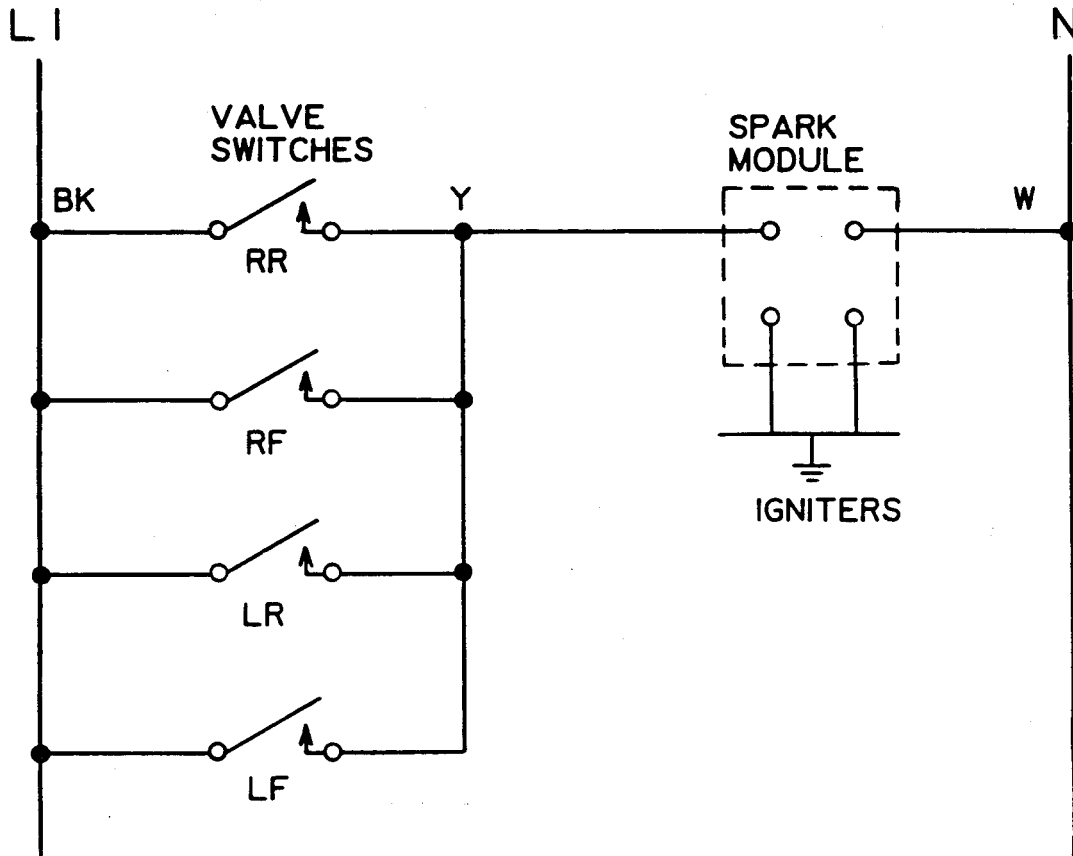 L1
N
VALVE
SWITCHES
SPARK
MODULE
BK
Y
W
RR
RF
IGNITERS
LR
LF